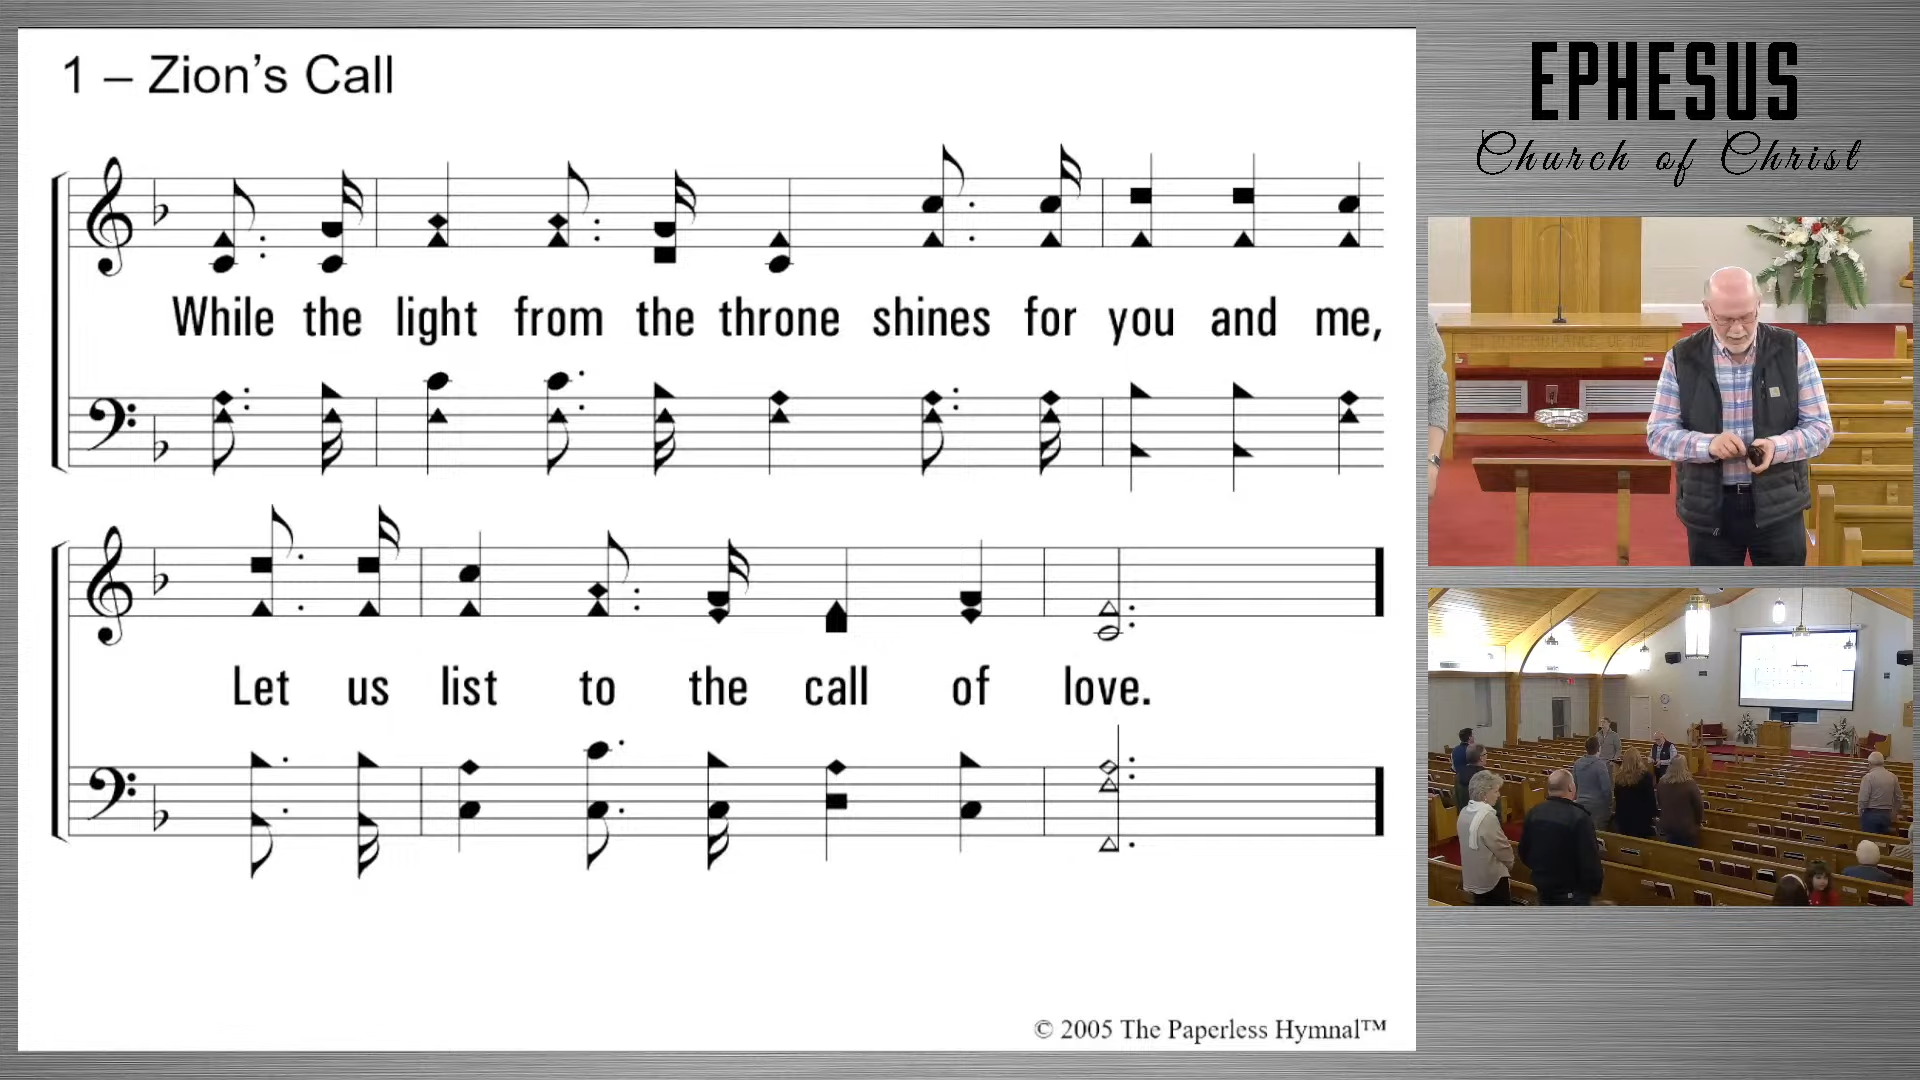 1 – Zion’s Call
While the light from the throne shines for you and me,
Let us list to the call of love.
© 2005 The Paperless Hymnal™
EPHESUS
Church of Christ